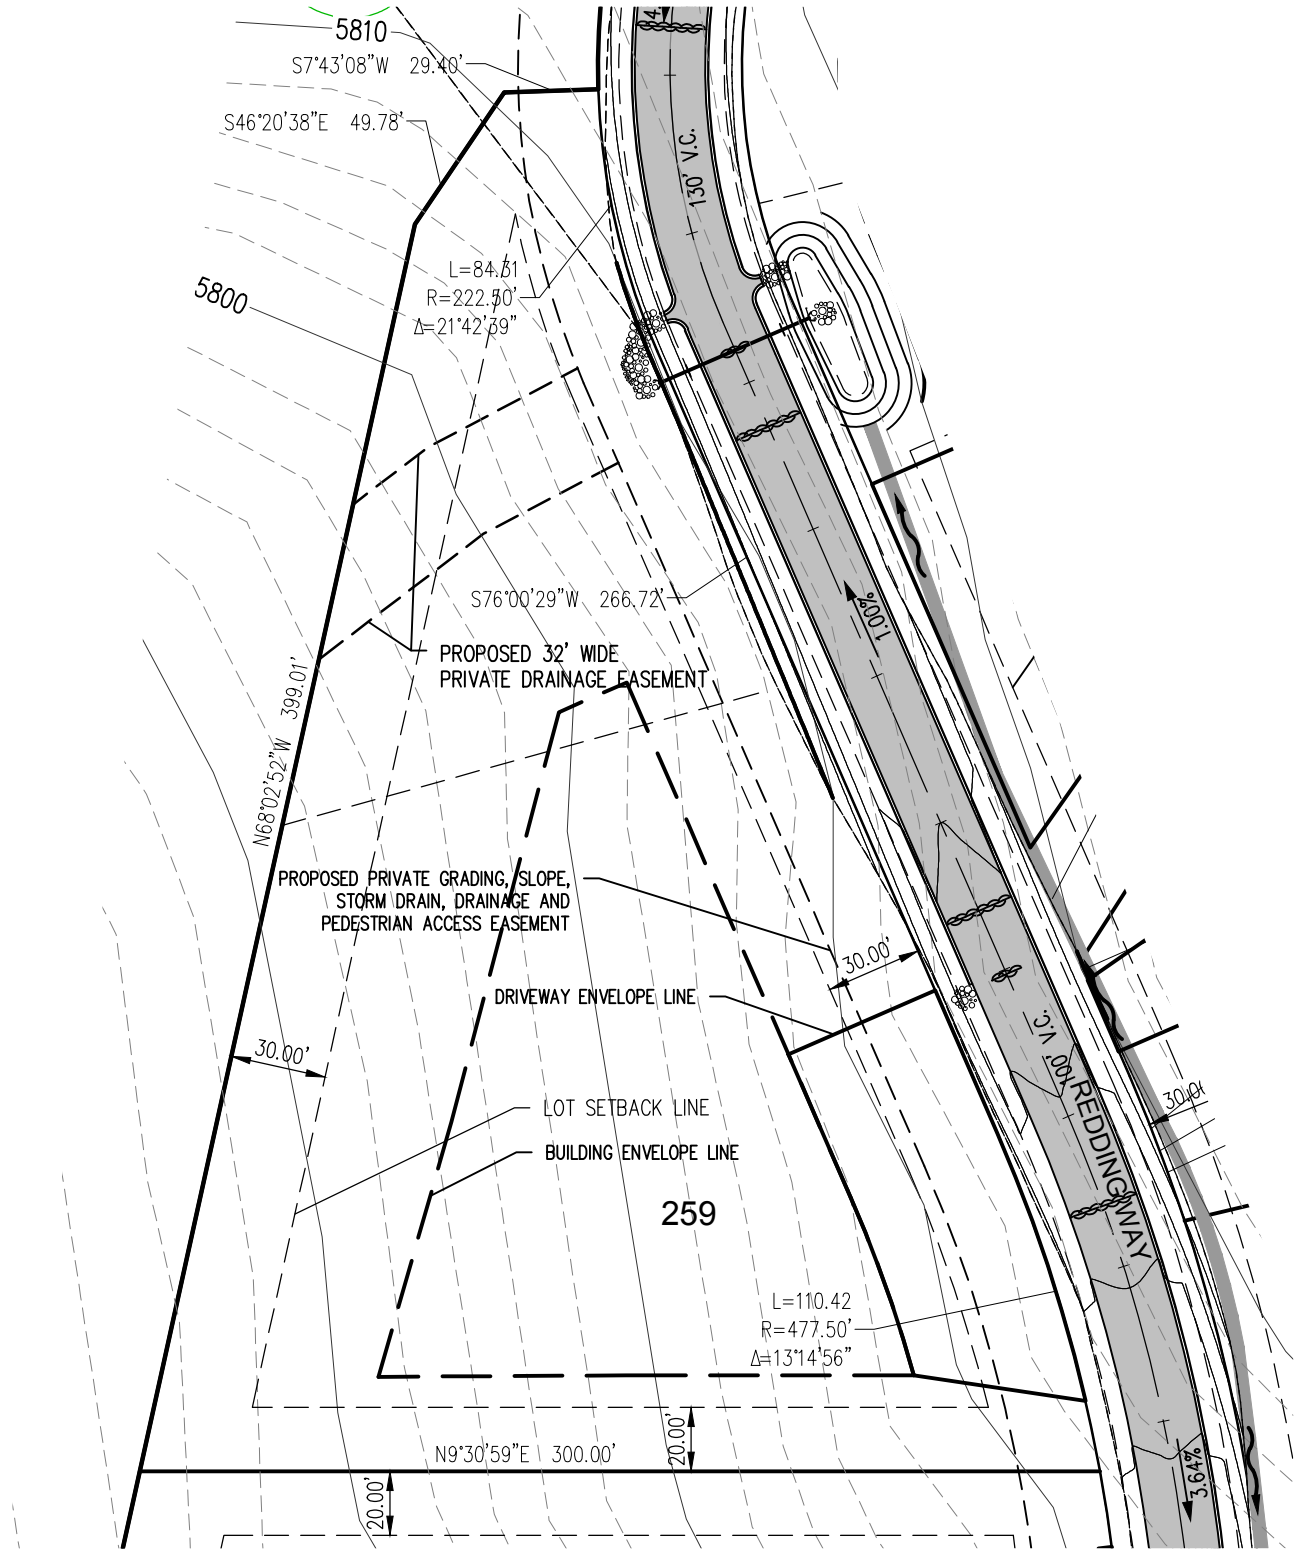 5810
S7°43'08"W 29.40'
S46°20'38"E 49.78'
130' V.C.
L=84.31
R=222.50'
Δ=21°42'39"
5800
S76°00'29"W 266.72'
1.00%
PROPOSED 32' WIDE
PRIVATE DRAINAGE EASEMENT
N68°02'52"W 399.01'
PROPOSED PRIVATE GRADING, SLOPE,
STORM DRAIN, DRAINAGE AND
PEDESTRIAN ACCESS EASEMENT
30.00'
DRIVEWAY ENVELOPE LINE
30.00'
100' V.C.
LOT SETBACK LINE
BUILDING ENVELOPE LINE
REDDING WAY
259
L=110.42
R=477.50'
Δ=13°14'56"
20.00'
N9°30'59"E 300.00'
20.00'
3.64%